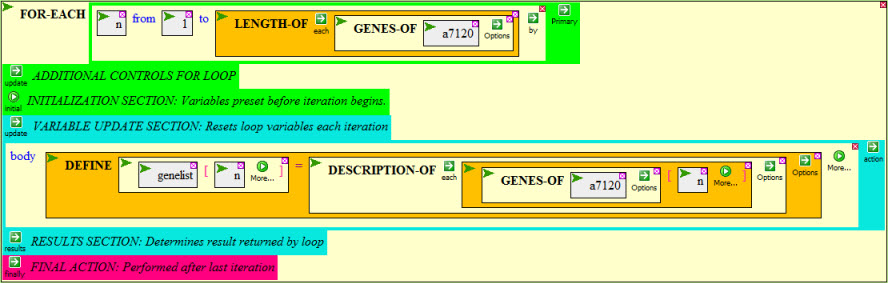 FOR-EACH n from 1 to LENGTH-OF each GENES-OF a7120 Options by Primary
update ADDITIONAL CONTROLS FOR LOOP
initial INITIALIZATION SECTION: Variables preset before iteration begins.
update VARIABLE UPDATE SECTION: Resets loop variables each iteration
body DEFINE genelist [ n More... ] = DESCRIPTION-OF each GENES-OF a7120 Options [ n More... ] Options Options More... action
results RESULTS SECTION: Determines result returned by loop
finally FINAL ACTION: Performed after last iteration